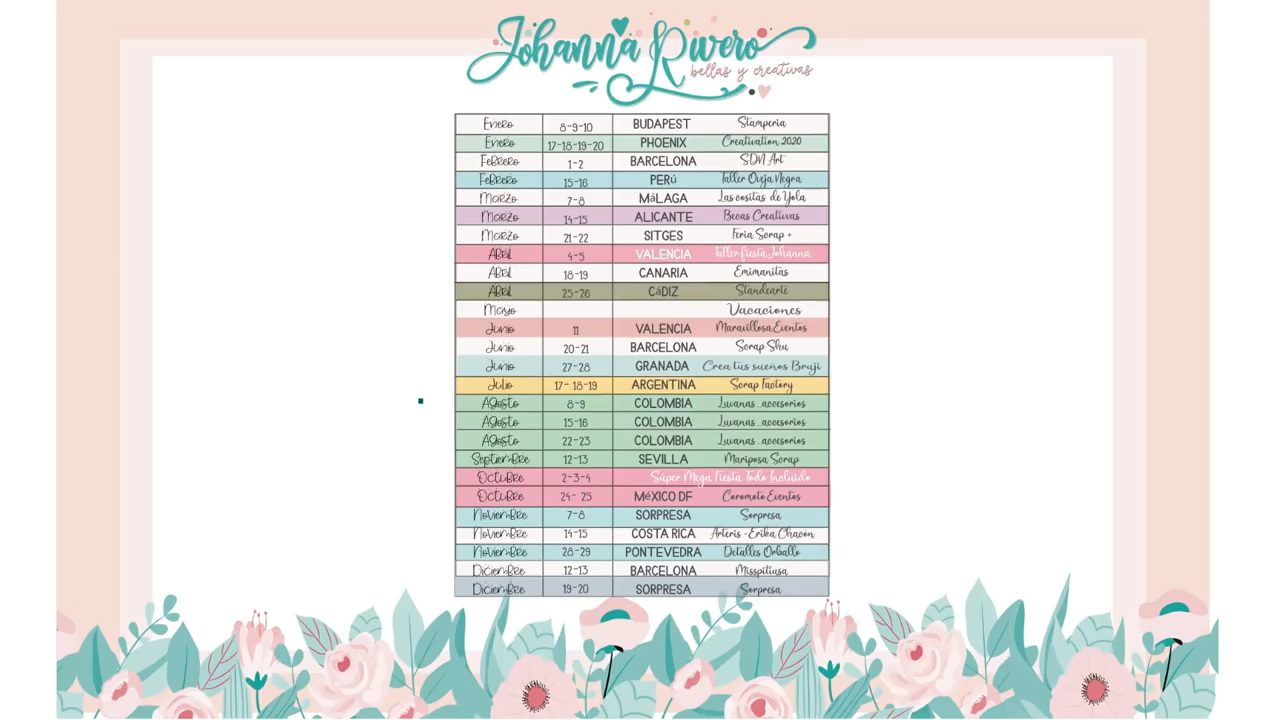 Johanna Rivero
bellas y creativas
Enero 8-9-10 BUDAPEST Stamperia
Enero 17-18-19-20 PHOENIX Creativation 2020
Febrero 1-2 BARCELONA SDN Art
Febrero 15-16 PERÚ Taller Oveja Negra
Marzo 7-8 MÁLAGA Las cositas de Yola
Marzo 14-15 ALICANTE Becas Creativas
Marzo 21-22 SITGES Feria Scrap +
Abril 4-5 VALENCIA Taller Fiesta Johanna
Abril 18-19 CANARIA Emimanitas
Abril 25-26 CÁDIZ Standearte
Mayo Vacaciones
Junio 11 VALENCIA Maravillosa Eventos
Junio 20-21 BARCELONA Scrap Shu
Junio 27-28 GRANADA Crea tus sueños Bruji
Julio 17- 18-19 ARGENTINA Scrap Factory
Agosto 8-9 COLOMBIA Luvanas_accesorios
Agosto 15-16 COLOMBIA Luvanas_accesorios
Agosto 22-23 COLOMBIA Luvanas_accesorios
Septiembre 12-13 SEVILLA Mariposa Scrap
Octubre 2-3-4 Súper Mega Fiesta Todo Incluido
Octubre 24- 25 MÉXICO DF Coromoto Eventos
Noviembre 7-8 SORPRESA Sorpresa
Noviembre 14-15 COSTA RICA Arteris - Erika Chacón
Noviembre 28-29 PONTEVEDRA Detalles Orballo
Diciembre 12-13 BARCELONA Misspitiusa
Diciembre 19-20 SORPRESA Sorpresa